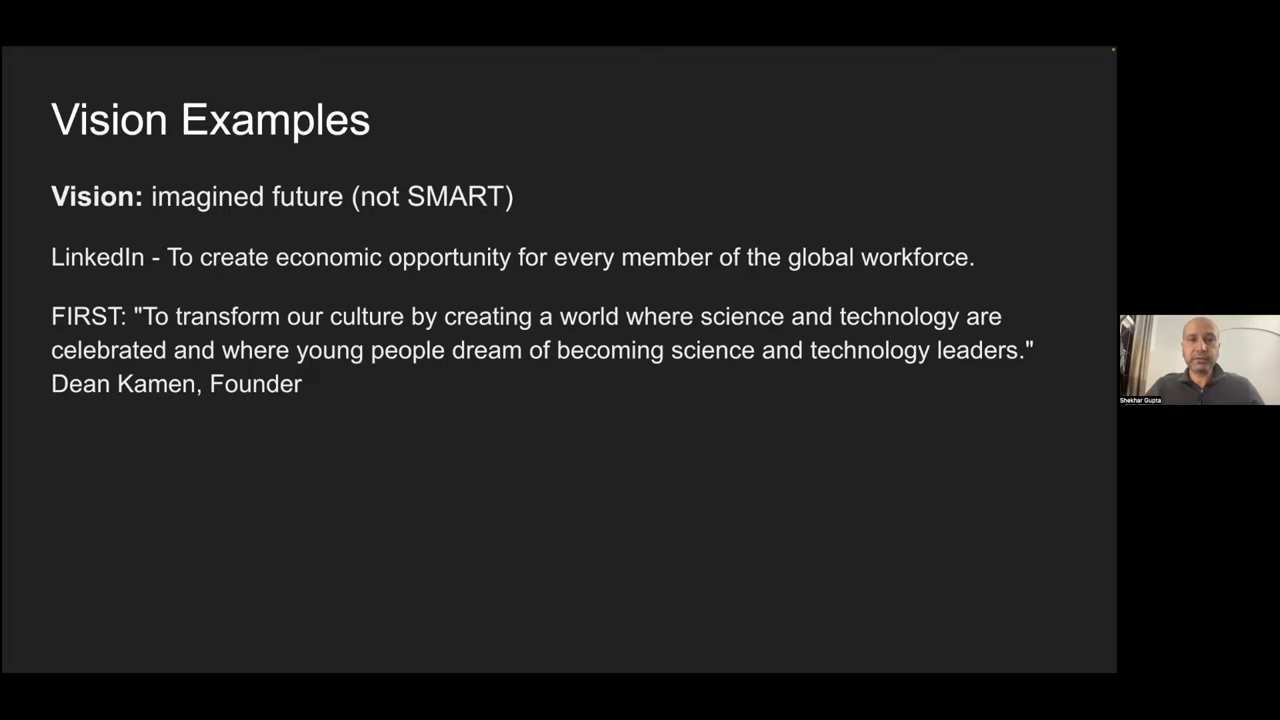 Vision Examples
Vision: imagined future (not SMART)
LinkedIn - To create economic opportunity for every member of the global workforce.
FIRST: "To transform our culture by creating a world where science and technology are
celebrated and where young people dream of becoming science and technology leaders."
Dean Kamen, Founder
Shekhar Gupta